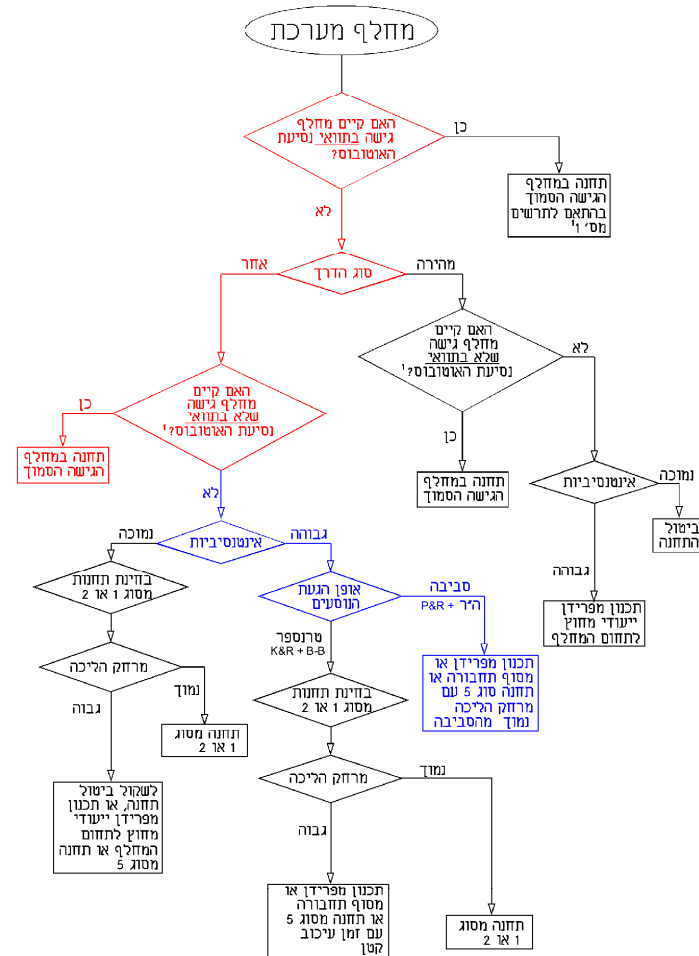 מחלף מערכת
האם קיים מחלף
גישה בתוואי נסיעת
האוטובוס?
כן
תחנה במחלף
הגישה הסמוך
בהתאם לתרשים
מס' 1¹
לא
סוג הדרך
אחר
מהירה
האם קיים
מחלף גישה
שלא בתוואי
נסיעת האוטובוס?¹
לא
כן
תחנה במחלף
הגישה הסמוך
האם קיים
מחלף גישה
שלא בתוואי
נסיעת האוטובוס?¹
כן
תחנה במחלף
הגישה הסמוך
לא
אינטנסיביות
נמוכה
ביטול
התחנה
גבוהה
תכנון מפרידן
ייעודי מחוץ
לתחום המחלף
אינטנסיביות
נמוכה
גבוהה
בחינת תחנות
מסוג 1 או 2
מרחק הליכה
נמוך
תחנה מסוג
1 או 2
גבוה
לשקול ביטול
תחנה, או תכנון
מפרידן ייעודי
מחוץ לתחום
המחלף או תחנה
מסוג 5
אופן הגעת
הנוסעים
סביבה
ה"ר + P&R
תכנון מפרידן או
מסוף תחבורה או
תחנה סוג 5 עם
מרחק הליכה
נמוך מהסביבה
טרנספר
K&R + B-B
בחינת תחנות
מסוג 1 או 2
מרחק הליכה
נמוך
תחנה מסוג
1 או 2
גבוה
תכנון מפרידן או
מסוף תחבורה
או תחנה מסוג 5
עם זמן עיכוב
קטן